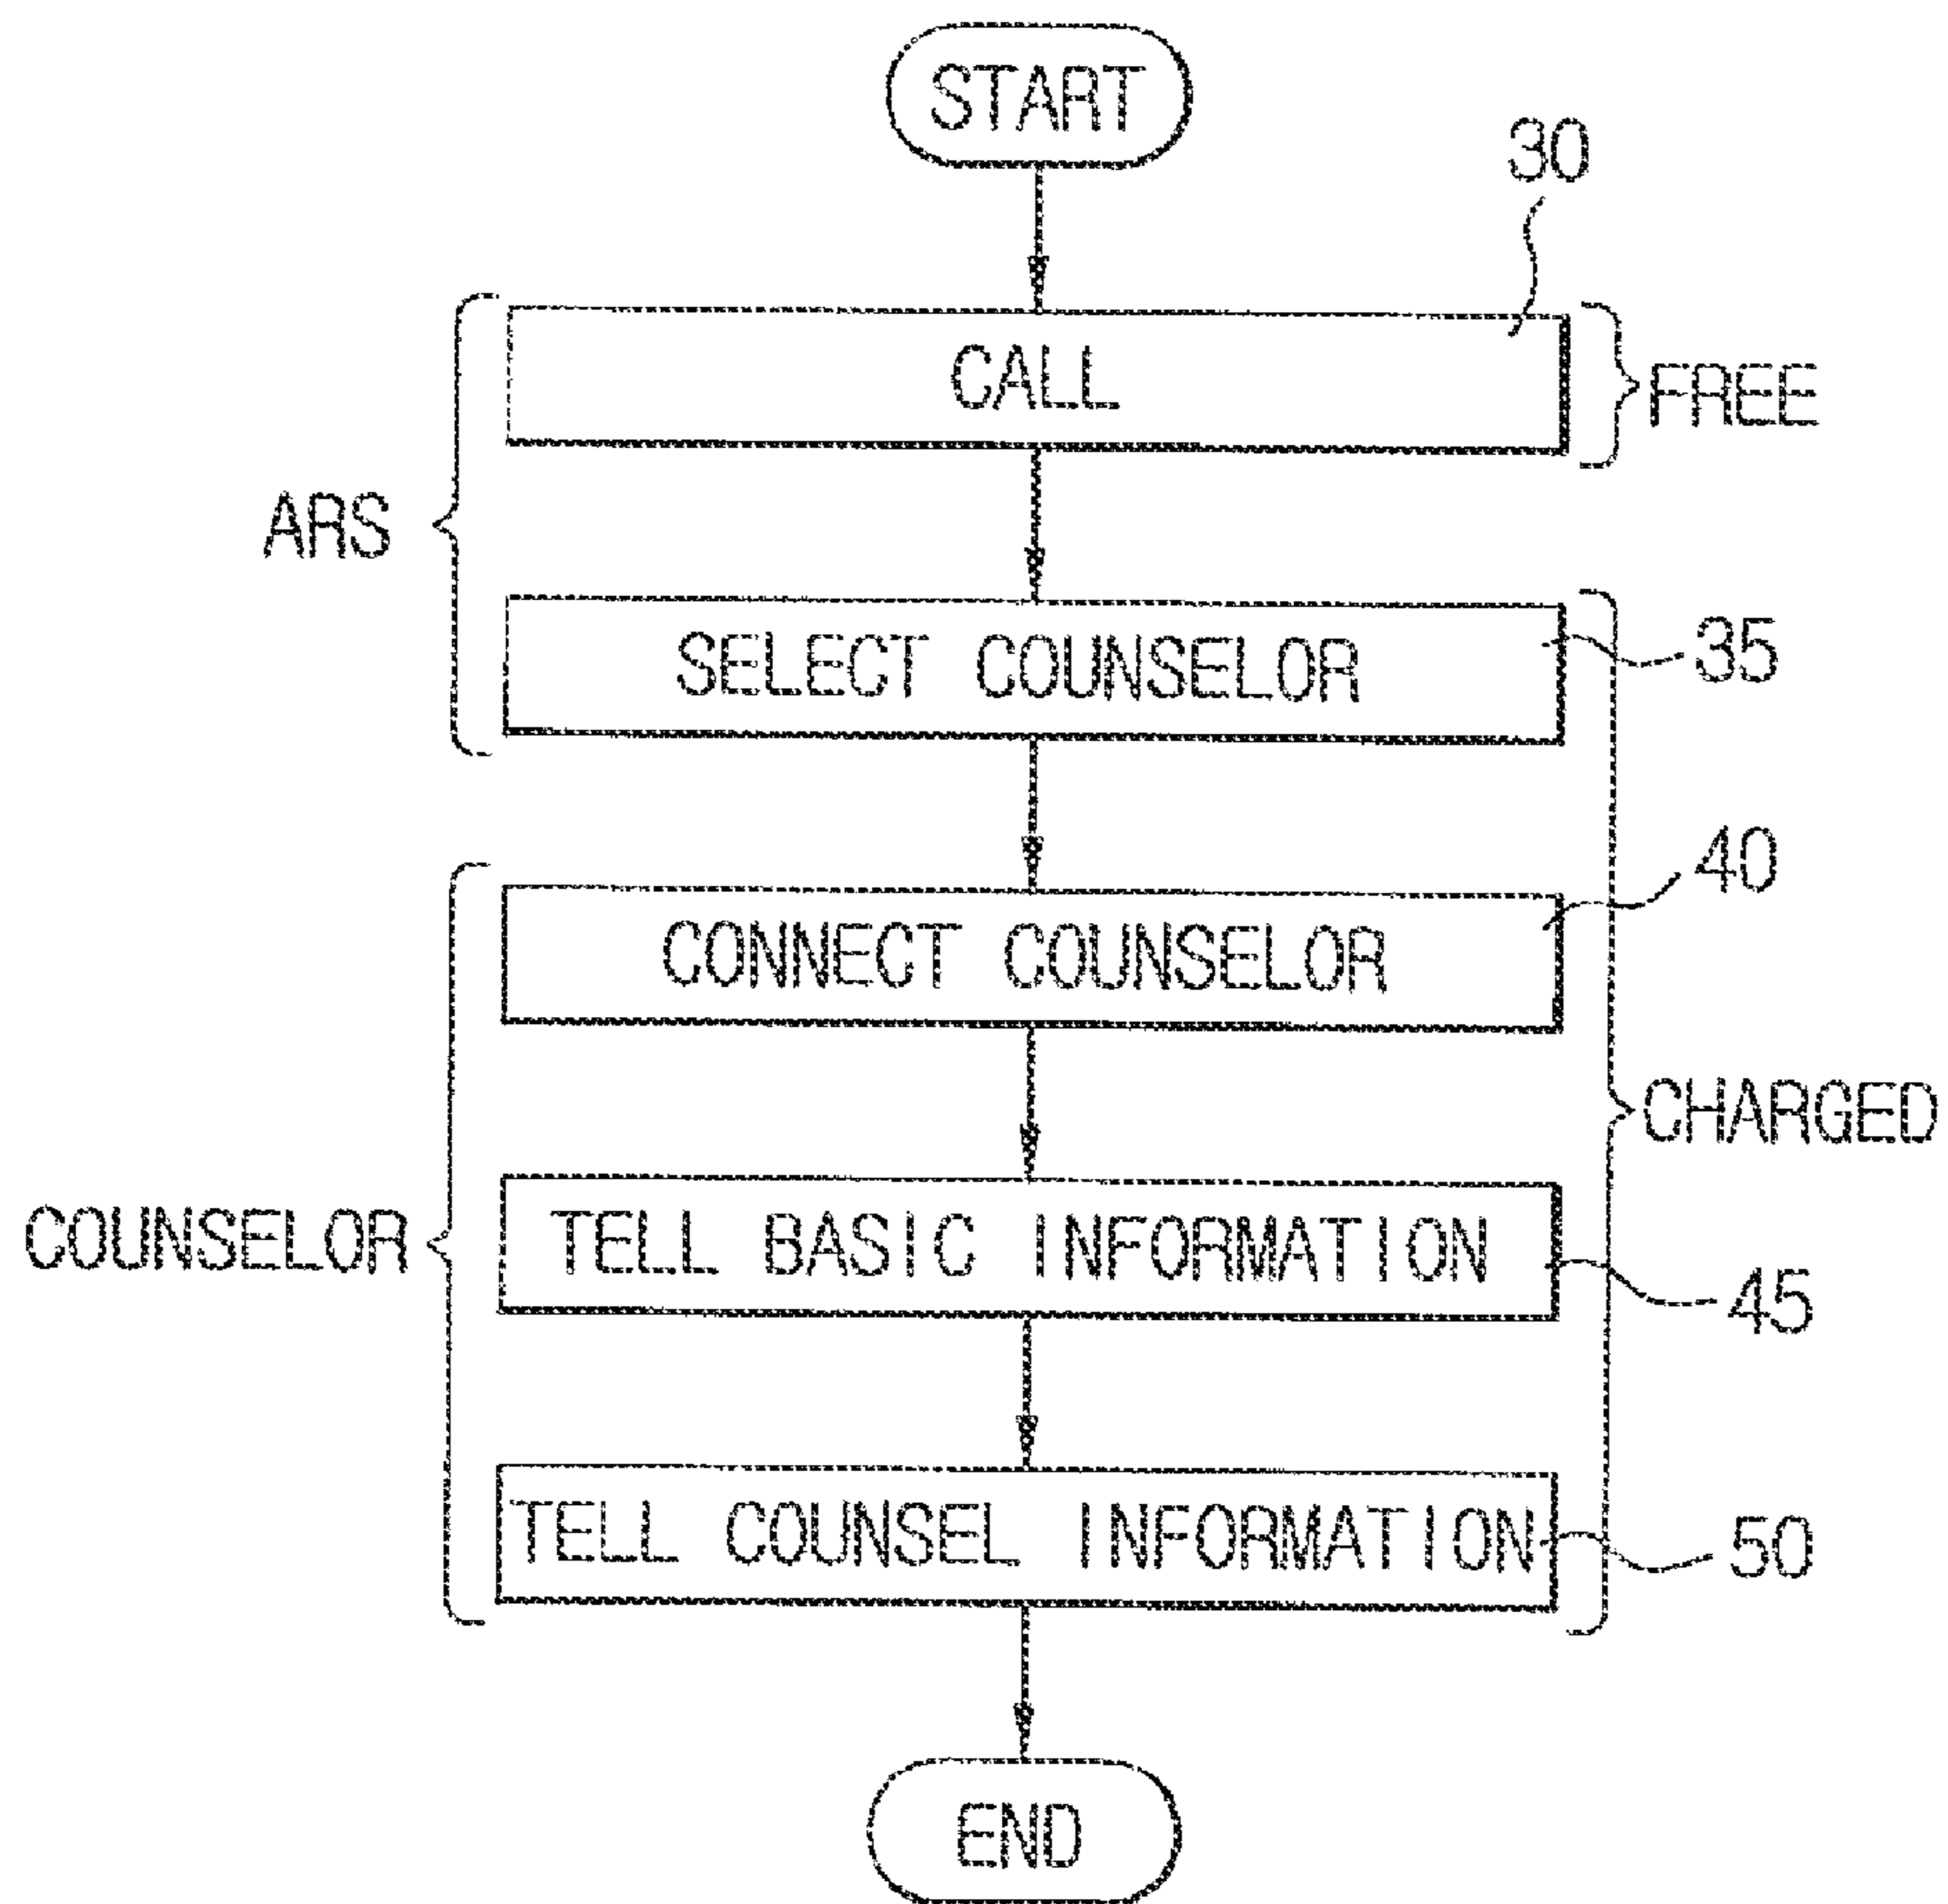 START
30
CALL
FREE
ARS
SELECT COUNSELOR
35
40
CONNECT COUNSELOR
CHARGED
COUNSELOR
TELL BASIC INFORMATION
45
TELL COUNSEL INFORMATION
50
END